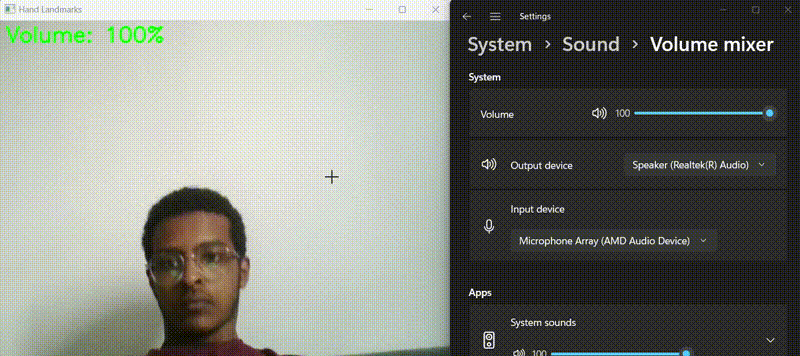 Hand Landmarks
Volume: 100%
Settings
System > Sound > Volume mixer
System
Volume 100
Output device Speaker (Realtek(R) Audio)
Input device
Microphone Array (AMD Audio Device)
Apps
System sounds
100